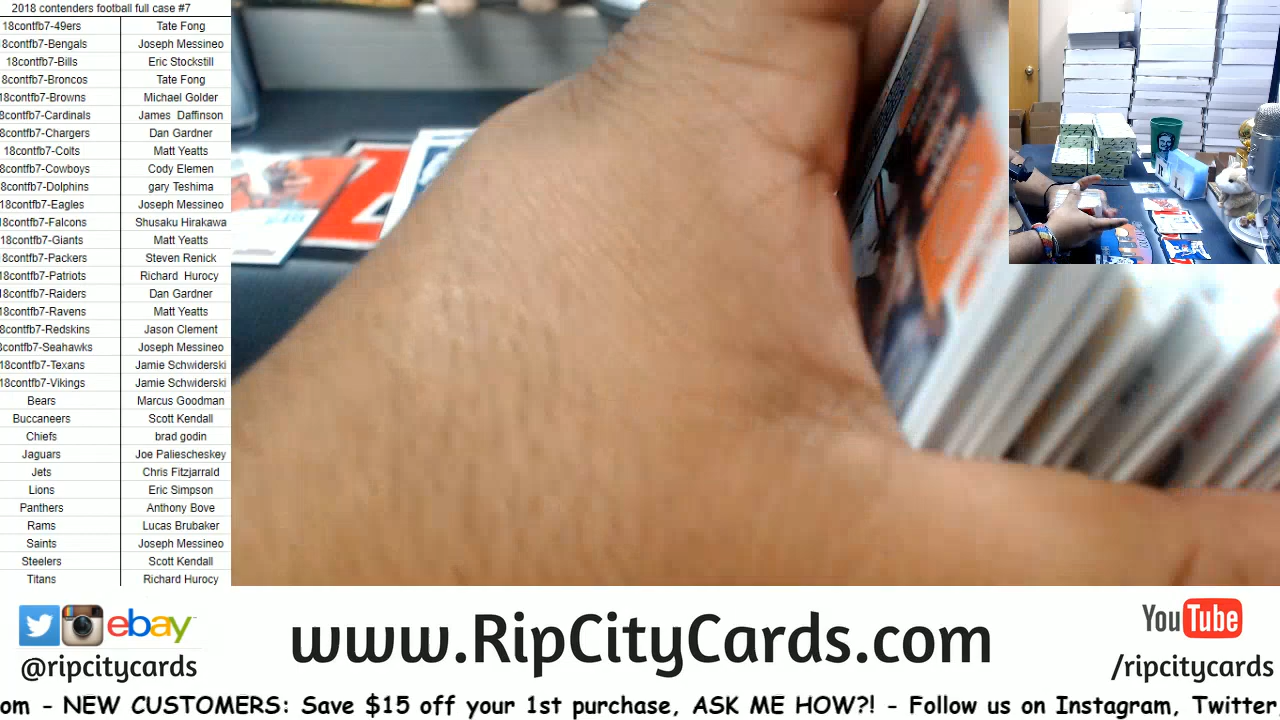 2018 contenders football full case #7
18contfb7-49ers Tate Fong
8contfb7-Bengals Joseph Messineo
18contfb7-Bills Eric Stockstill
8contfb7-Broncos Tate Fong
18contfb7-Browns Michael Golder
8contfb7-Cardinals James Daffinson
8contfb7-Chargers Dan Gardner
18contfb7-Colts Matt Yeatts
8contfb7-Cowboys Cody Elemen
8contfb7-Dolphins gary Teshima
18contfb7-Eagles Joseph Messineo
18contfb7-Falcons Shusaku Hirakawa
18contfb7-Giants Matt Yeatts
8contfb7-Packers Steven Renick
8contfb7-Patriots Richard Hurocy
18contfb7-Raiders Dan Gardner
18contfb7-Ravens Matt Yeatts
8contfb7-Redskins Jason Clement
8contfb7-Seahawks Joseph Messineo
18contfb7-Texans Jamie Schwiderski
18contfb7-Vikings Jamie Schwiderski
Bears Marcus Goodman
Buccaneers Scott Kendall
Chiefs brad godin
Jaguars Joe Paliescheskey
Jets Chris Fitzjarrald
Lions Eric Simpson
Panthers Anthony Bove
Rams Lucas Brubaker
Saints Joseph Messineo
Steelers Scott Kendall
Titans Richard Hurocy
ebay
@ripcitycards
www.RipCityCards.com
YouTube
/ripcitycards
om - NEW CUSTOMERS: Save $15 off your 1st purchase, ASK ME HOW?! - Follow us on Instagram, Twitter